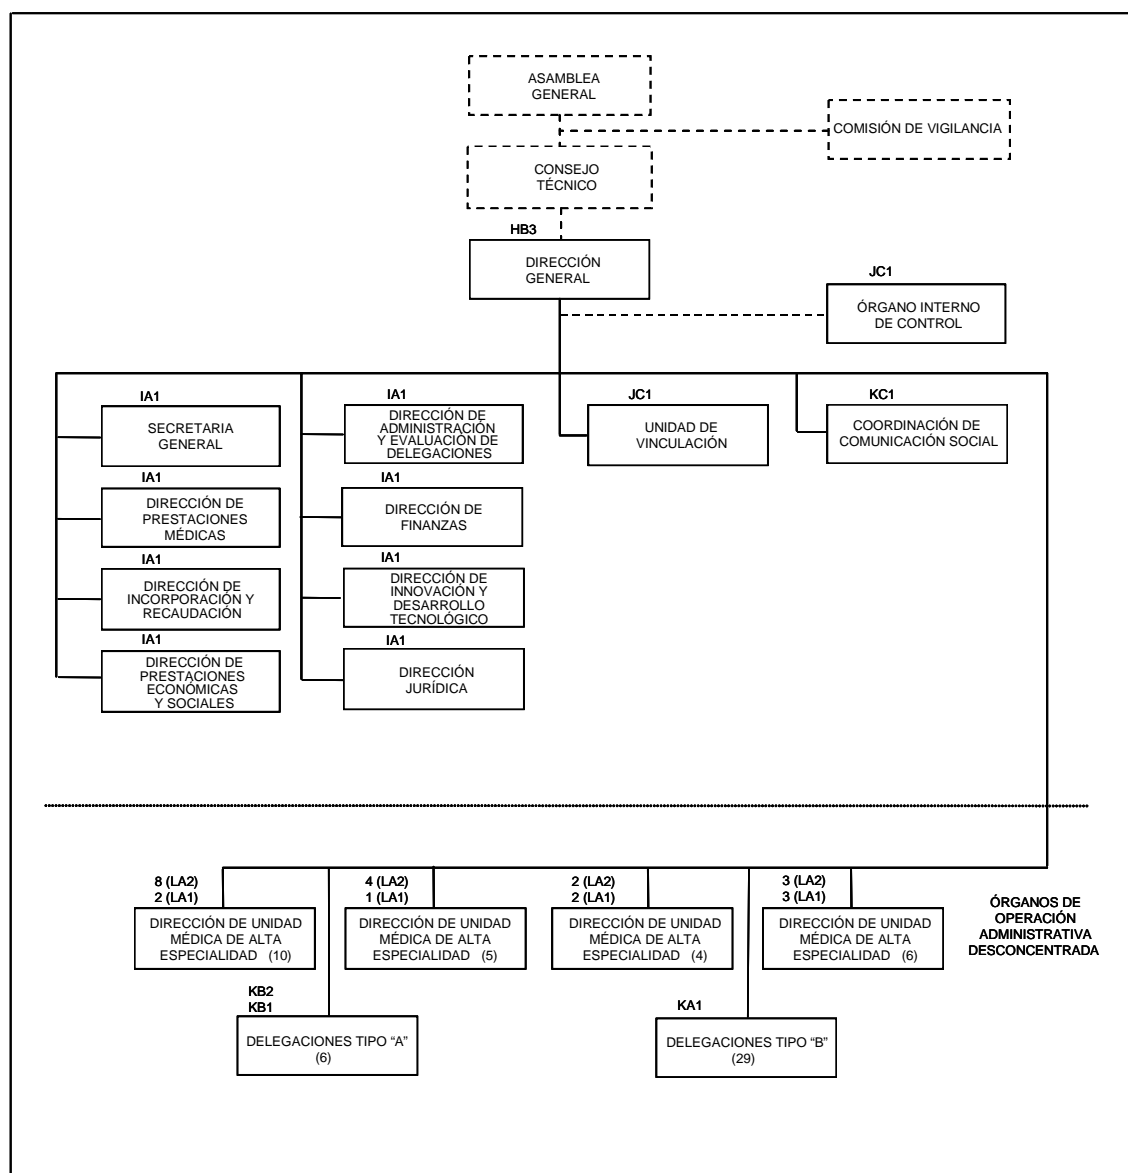 ASAMBLEA
GENERAL
COMISIÓN DE VIGILANCIA
CONSEJO
TÉCNICO
HB3
DIRECCIÓN
GENERAL
JC1
ÓRGANO INTERNO
DE CONTROL
IA1
SECRETARIA
GENERAL
IA1
DIRECCIÓN DE
ADMINISTRACIÓN
Y EVALUACIÓN DE
DELEGACIONES
JC1
UNIDAD DE
VINCULACIÓN
KC1
COORDINACIÓN DE
COMUNICACIÓN SOCIAL
IA1
DIRECCIÓN DE
PRESTACIONES
MÉDICAS
IA1
DIRECCIÓN DE
FINANZAS
IA1
DIRECCIÓN DE
INCORPORACIÓN Y
RECAUDACIÓN
IA1
DIRECCIÓN DE
INNOVACIÓN Y
DESARROLLO
TECNOLÓGICO
IA1
DIRECCIÓN DE
PRESTACIONES
ECONÓMICAS
Y SOCIALES
IA1
DIRECCIÓN
JURÍDICA
8 (LA2)
2 (LA1)
DIRECCIÓN DE UNIDAD
MÉDICA DE ALTA
ESPECIALIDAD (10)
4 (LA2)
1 (LA1)
DIRECCIÓN DE UNIDAD
MÉDICA DE ALTA
ESPECIALIDAD (5)
2 (LA2)
2 (LA1)
DIRECCIÓN DE UNIDAD
MÉDICA DE ALTA
ESPECIALIDAD (4)
3 (LA2)
3 (LA1)
DIRECCIÓN DE UNIDAD
MÉDICA DE ALTA
ESPECIALIDAD (6)
ÓRGANOS DE
OPERACIÓN
ADMINISTRATIVA
DESCONCENTRADA
KB2
KB1
DELEGACIONES TIPO “A”
(6)
KA1
DELEGACIONES TIPO “B”
(29)